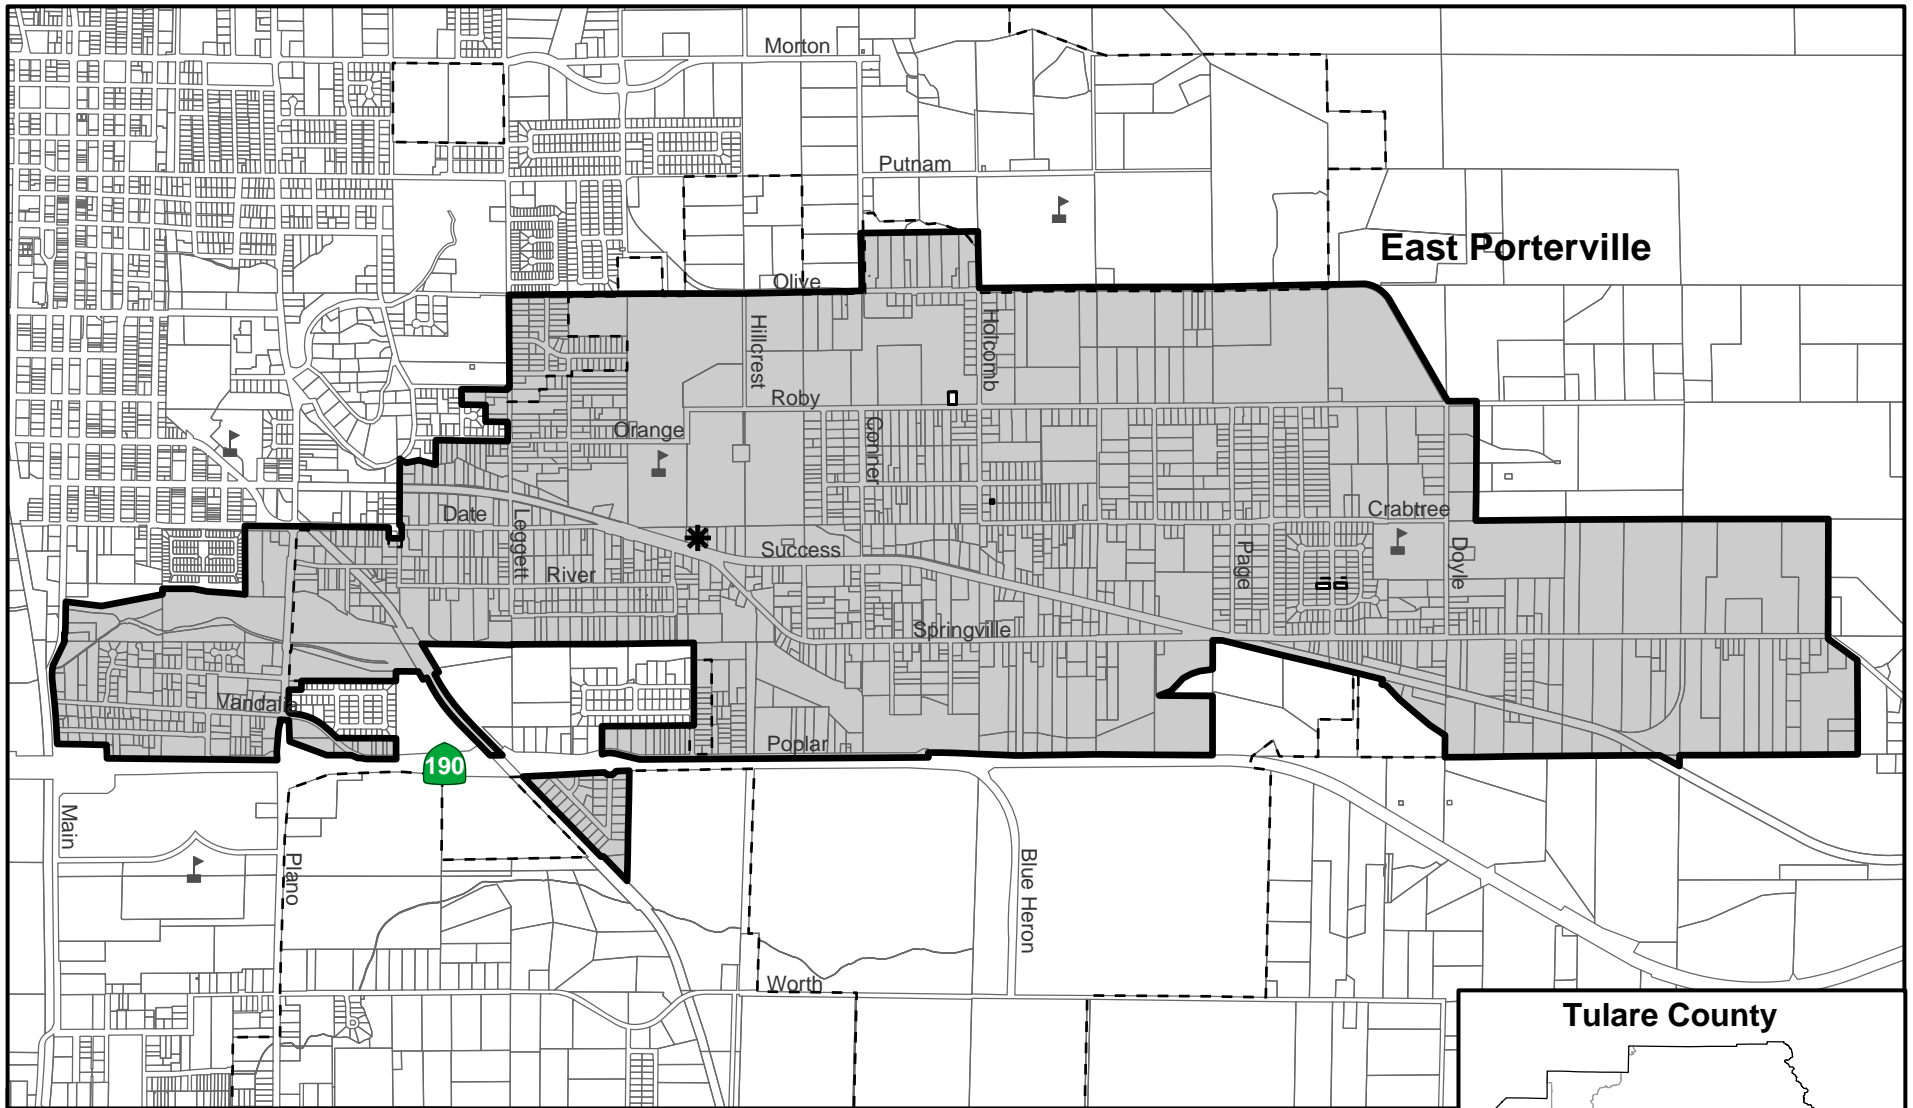 Morton
Putnam
East Porterville
Olive
Hillcrest
Holcomb
Roby
Orange
Conner
Date
Leggett
Crabtree
Success
River
Page
Doyle
Springville
Vandalia
Poplar
190
Main
Plano
Blue Heron
Worth
Tulare County